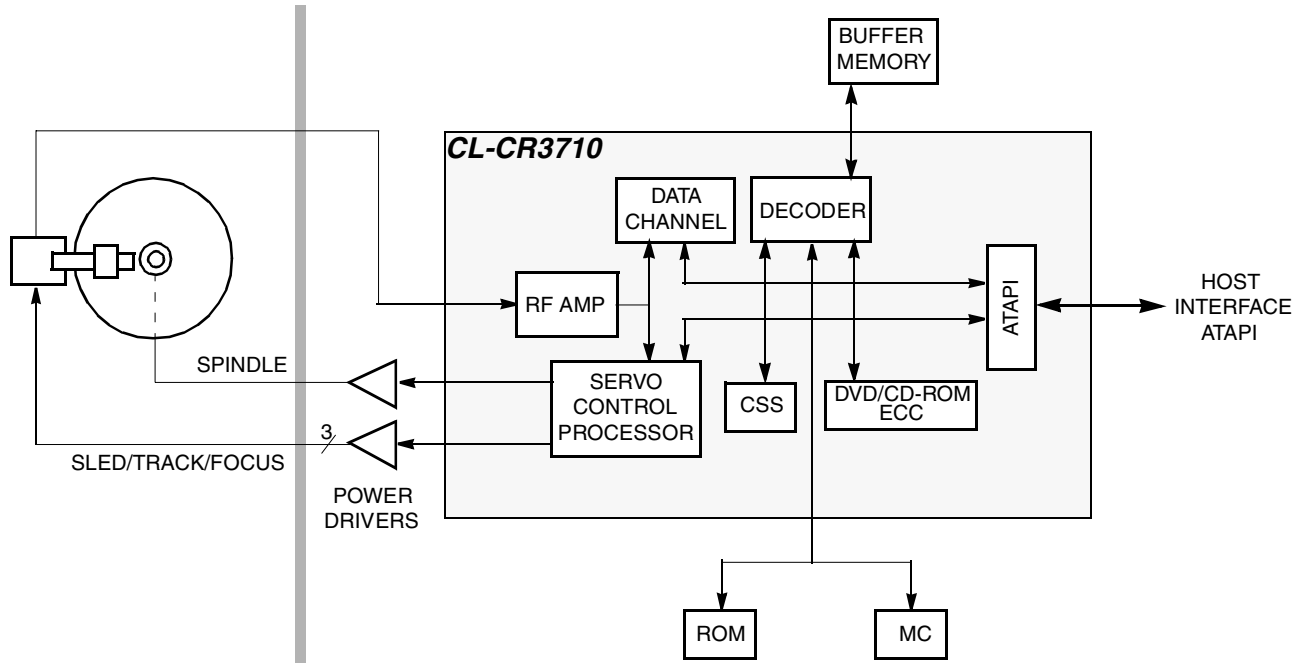 BUFFER
MEMORY
CL-CR3710
DATA
CHANNEL
DECODER
RF AMP
ATAPI
HOST
INTERFACE
ATAPI
SPINDLE
SERVO
CONTROL
PROCESSOR
CSS
DVD/CD-ROM
ECC
3
SLED/TRACK/FOCUS
POWER
DRIVERS
ROM
MC